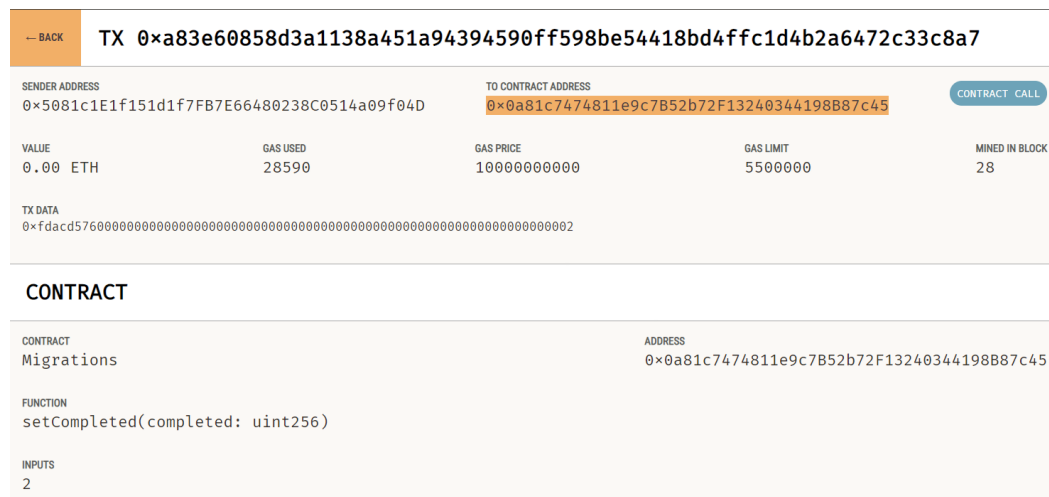 ← BACK
TX 0×a83e60858d3a1138a451a94394590ff598be54418bd4ffc1d4b2a6472c33c8a7
SENDER ADDRESS
0×5081c1E1f151d1f7FB7E66480238C0514a09f04D
TO CONTRACT ADDRESS
0×0a81c7474811e9c7B52b72F13240344198B87c45
CONTRACT CALL
VALUE
0.00 ETH
GAS USED
28590
GAS PRICE
10000000000
GAS LIMIT
5500000
MINED IN BLOCK
28
TX DATA
0×fdacd5760000000000000000000000000000000000000000000000000000000000000002
CONTRACT
CONTRACT
Migrations
ADDRESS
0×0a81c7474811e9c7B52b72F13240344198B87c45
FUNCTION
setCompleted(completed: uint256)
INPUTS
2